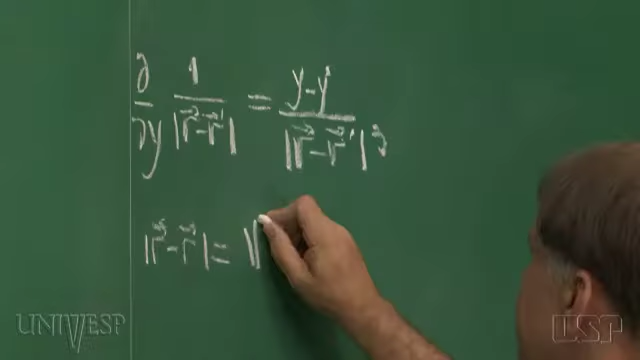 ∂/∂y 1/|r⃗-r⃗'| = y-y'/|r⃗-r⃗'|³
|r⃗-r⃗'|= √
UNIVESP USP